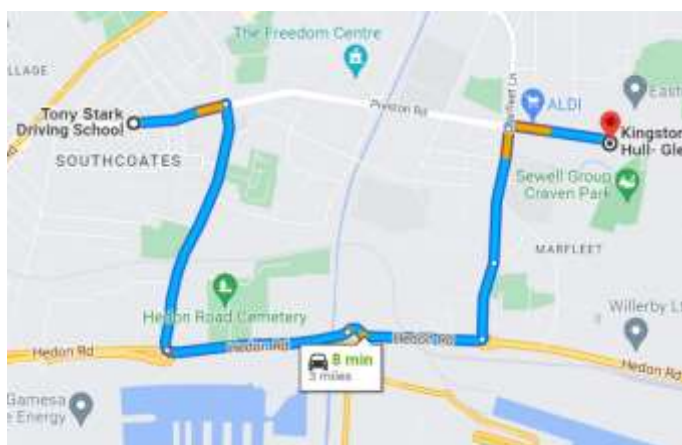 The Freedom Centre
LLAGE
Tony Stark
Driving School
Preston Rd
ALDI
East
Kingston
Hull- Gle
SOUTHCOATES
Sewell Group
Craven Park
MARFLEET
Hedon Road Cemetery
Willerby Lt
Hedon Rd
Hedon Rd
Hedon Rd
Hedon Rd
8 min
3 miles
Gamesa
e Energy